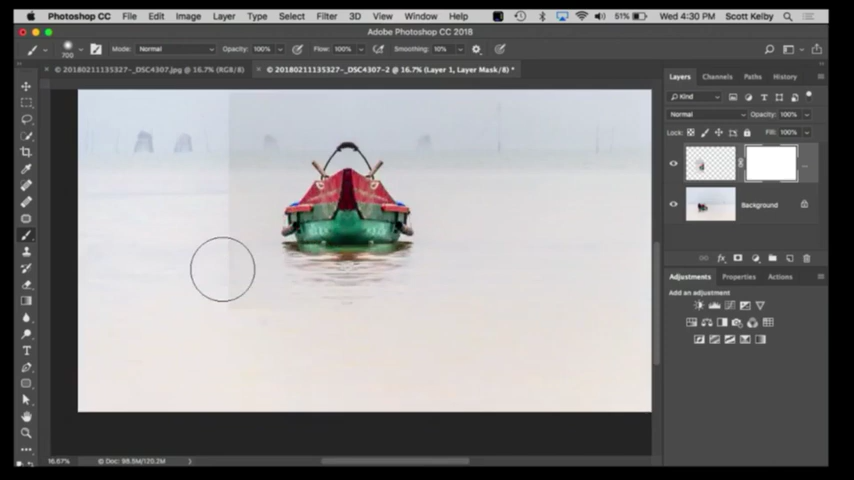 Photoshop CC File Edit Image Layer Type Select Filter 3D View Window Help 51% Wed 4:30 PM Scott Kelby
Adobe Photoshop CC 2018
700 Mode: Normal Opacity: 100% Flow: 100% Smoothing: 10%
× © 20180211135327-_DSC4307.jpg @ 16.7% (RGB/8) × © 20180211135327-_DSC4307-2 @ 16.7% (Layer 1, Layer Mask/8) *
Layers Channels Paths History
Kind
Normal Opacity: 100%
Lock: Fill: 100%
...
Background
fx
Adjustments Properties Actions
Add an adjustment
16.67% © Doc: 98.5M/120.2M